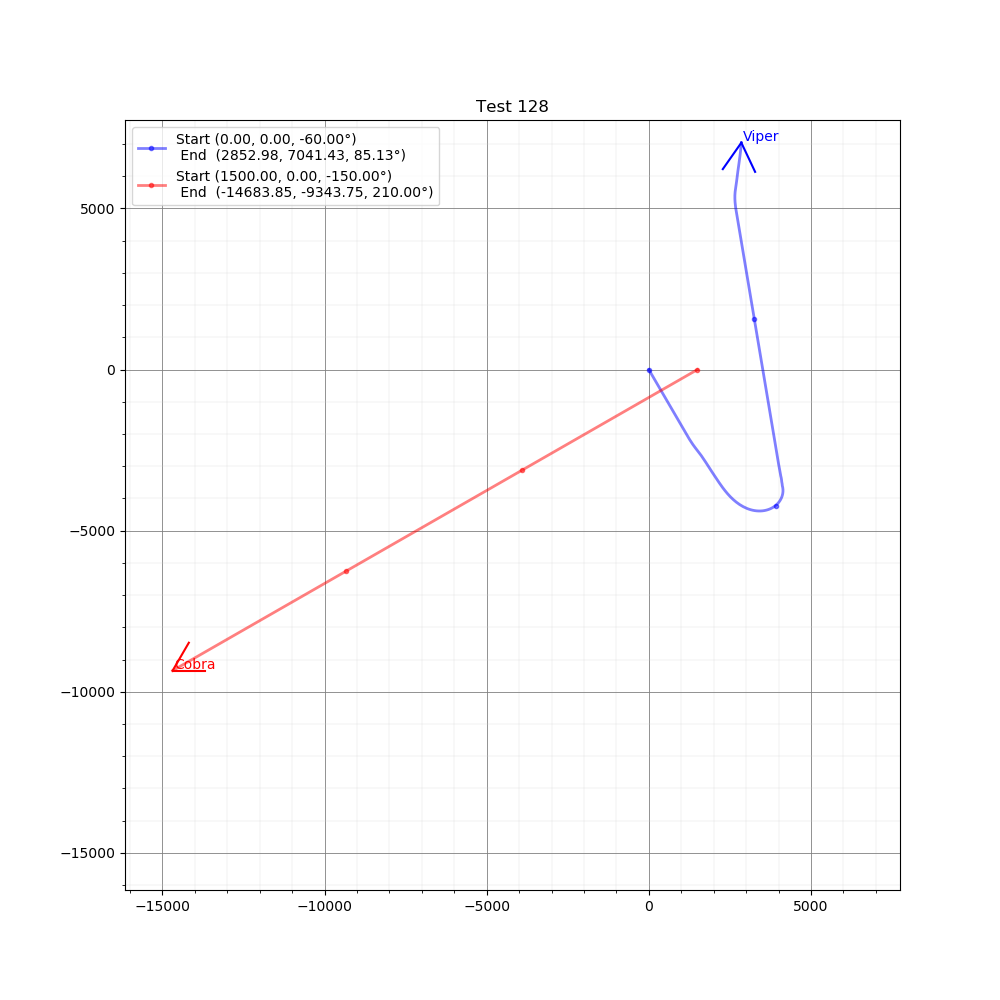 Test 128
Start (0.00, 0.00, -60.00°)
End (2852.98, 7041.43, 85.13°)
Start (1500.00, 0.00, -150.00°)
End (-14683.85, -9343.75, 210.00°)
Viper
Cobra
5000
0
−5000
−10000
−15000
−15000
−10000
−5000
0
5000